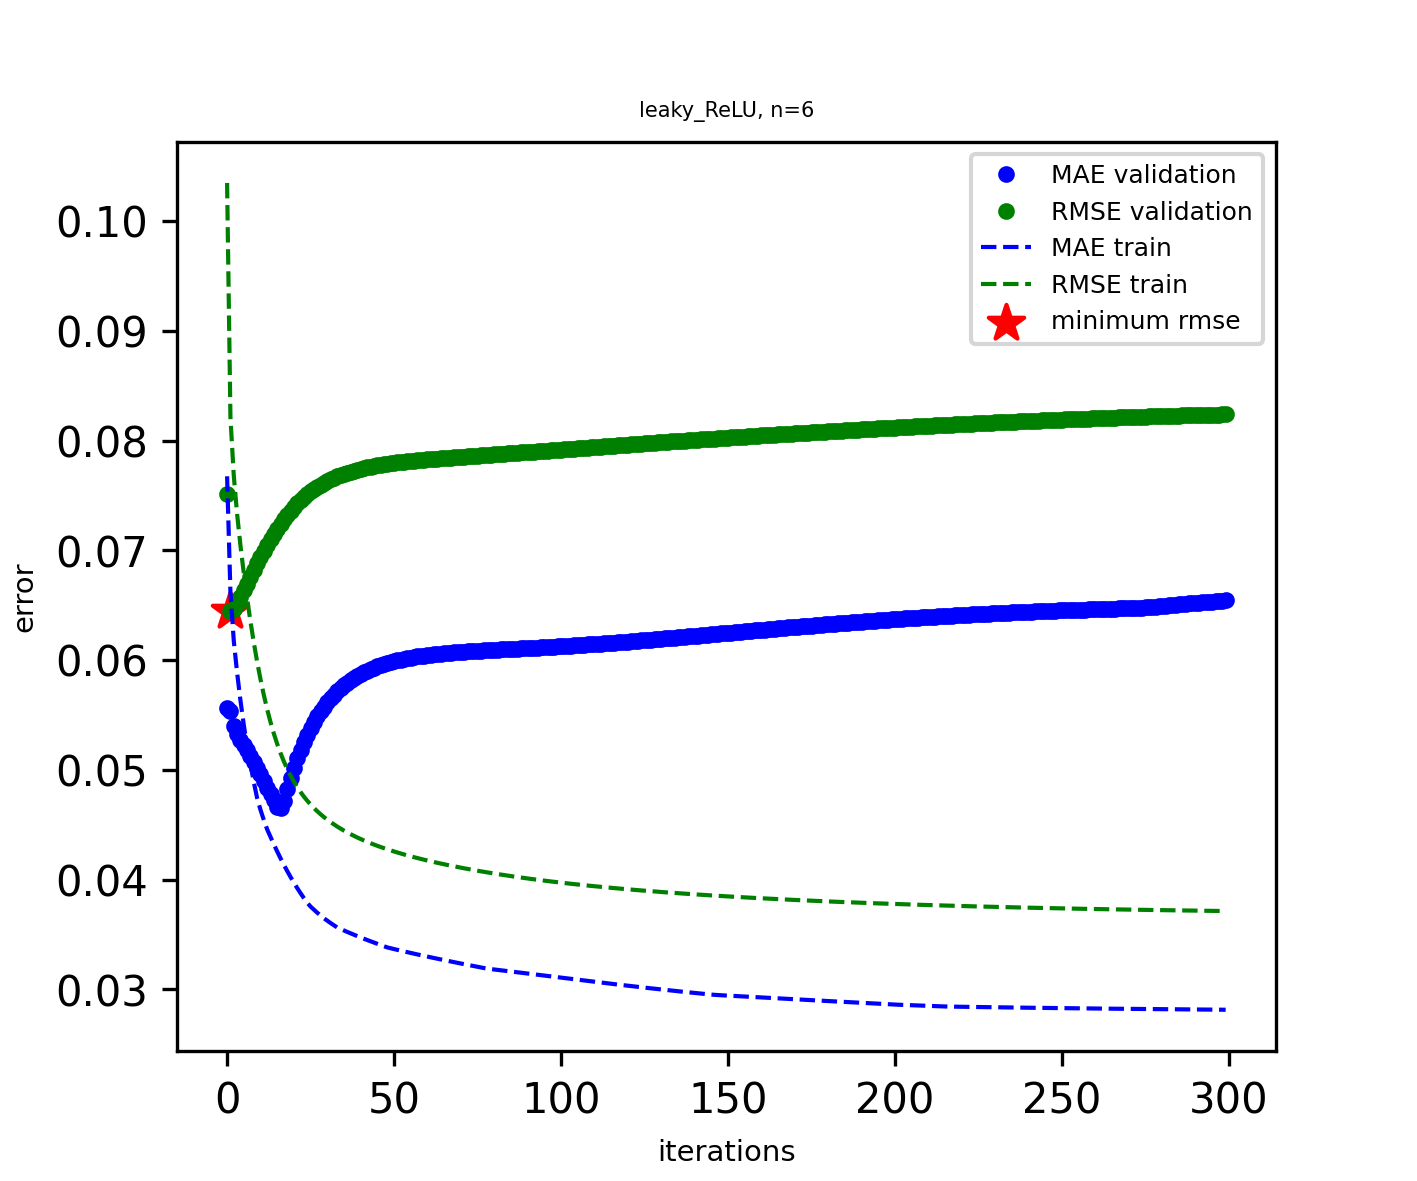 leaky_ReLU, n=6
MAE validation
RMSE validation
MAE train
RMSE train
minimum rmse
0.10
0.09
0.08
0.07
0.06
0.05
0.04
0.03
error
0 50 100 150 200 250 300
iterations